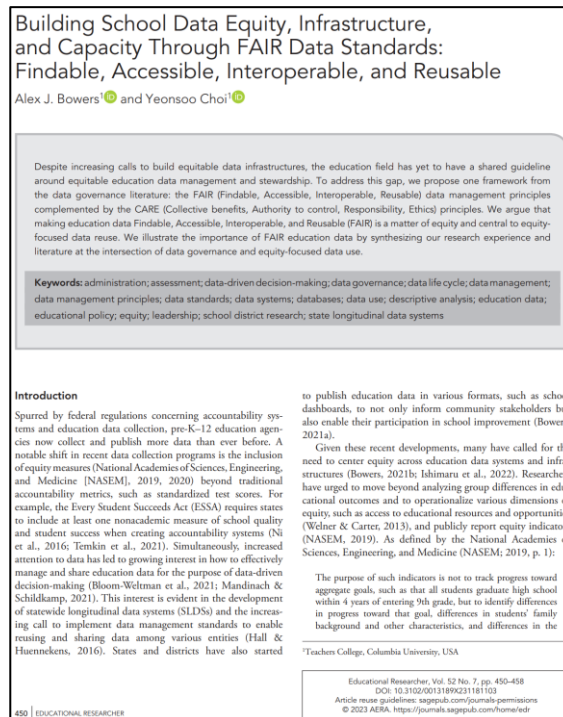 Building School Data Equity, Infrastructure,
and Capacity Through FAIR Data Standards:
Findable, Accessible, Interoperable, and Reusable
Alex J. Bowers¹ iD and Yeonsoo Choi¹ iD
Despite increasing calls to build equitable data infrastructures, the education field has yet to have a shared guideline
around equitable education data management and stewardship. To address this gap, we propose one framework from
the data governance literature: the FAIR (Findable, Accessible, Interoperable, Reusable) data management principles
complemented by the CARE (Collective benefits, Authority to control, Responsibility, Ethics) principles. We argue that
making education data Findable, Accessible, Interoperable, and Reusable (FAIR) is a matter of equity and central to equity-
focused data reuse. We illustrate the importance of FAIR education data by synthesizing our research experience and
literature at the intersection of data governance and equity-focused data use.
Keywords: administration; assessment; data-driven decision-making; data governance; data life cycle; data management;
data management principles; data standards; data systems; databases; data use; descriptive analysis; education data;
educational policy; equity; leadership; school district research; state longitudinal data systems
Introduction
Spurred by federal regulations concerning accountability sys-
tems and education data collection, pre-K–12 education agen-
cies now collect and publish more data than ever before. A
notable shift in recent data collection programs is the inclusion
of equity measures (National Academies of Sciences, Engineering,
and Medicine [NASEM], 2019, 2020) beyond traditional
accountability metrics, such as standardized test scores. For
example, the Every Student Succeeds Act (ESSA) requires states
to include at least one nonacademic measure of school quality
and student success when creating accountability systems (Ni
et al., 2016; Temkin et al., 2021). Simultaneously, increased
attention to data has led to growing interest in how to effectively
manage and share education data for the purpose of data-driven
decision-making (Bloom-Weltman et al., 2021; Mandinach &
Schildkamp, 2021). This interest is evident in the development
of statewide longitudinal data systems (SLDSs) and the increas-
ing call to implement data management standards to enable
reusing and sharing data among various entities (Hall &
Huennekens, 2016). States and districts have also started
to publish education data in various formats, such as schoo
dashboards, to not only inform community stakeholders bu
also enable their participation in school improvement (Bower
2021a).
Given these recent developments, many have called for th
need to center equity across education data systems and infra
structures (Bowers, 2021b; Ishimaru et al., 2022). Researcher
have urged to move beyond analyzing group differences in edu
cational outcomes and to operationalize various dimensions o
equity, such as access to educational resources and opportunitie
(Welner & Carter, 2013), and publicly report equity indicator
(NASEM, 2019). As defined by the National Academies o
Sciences, Engineering, and Medicine (NASEM; 2019, p. 1):
The purpose of such indicators is not to track progress toward
aggregate goals, such as that all students graduate high school
within 4 years of entering 9th grade, but to identify differences
in progress toward that goal, differences in students' family
background and other characteristics, and differences in the
¹Teachers College, Columbia University, USA
Educational Researcher, Vol. 52 No. 7, pp. 450–458
DOI: 10.3102/0013189X231181103
Article reuse guidelines: sagepub.com/journals-permissions
© 2023 AERA. https://journals.sagepub.com/home/edr
450 | EDUCATIONAL RESEARCHER